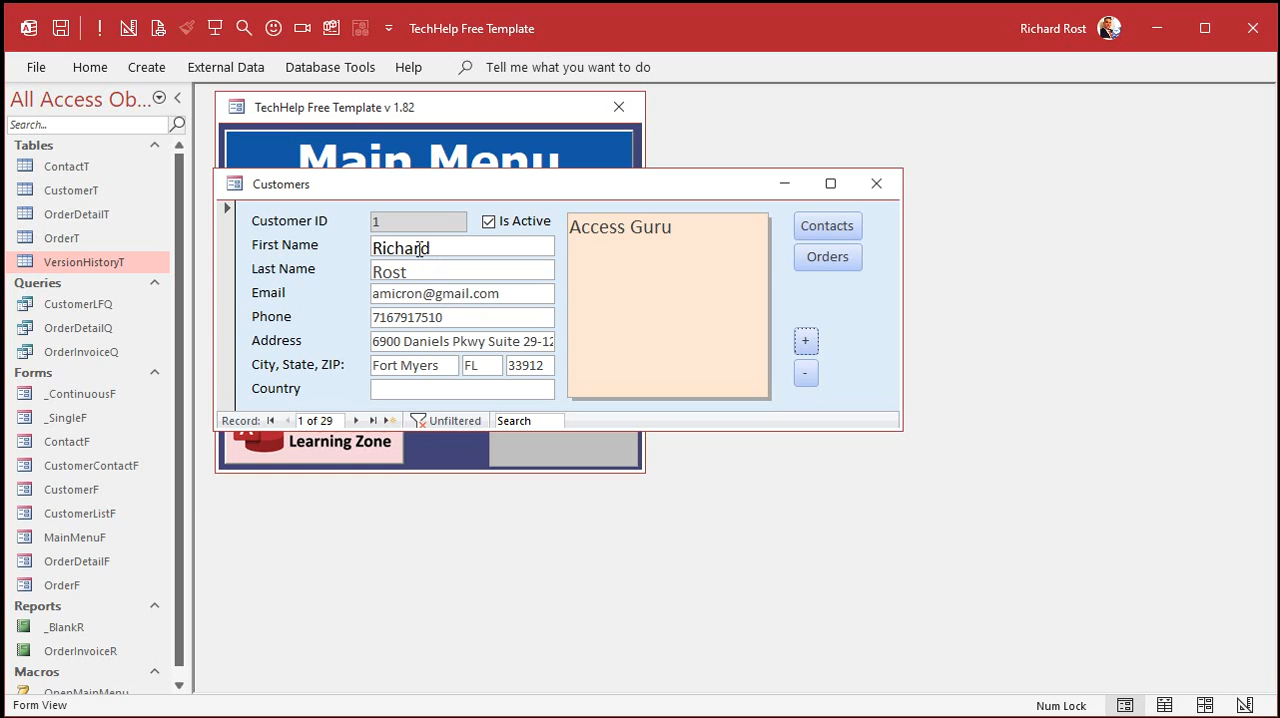 TechHelp Free Template
Richard Rost
File Home Create External Data Database Tools Help Tell me what you want to do
All Access Ob...
Search...
Tables
ContactT
CustomerT
OrderDetailT
OrderT
VersionHistoryT
Queries
CustomerLFQ
OrderDetailQ
OrderInvoiceQ
Forms
_ContinuousF
_SingleF
ContactF
CustomerContactF
CustomerF
CustomerListF
MainMenuF
OrderDetailF
OrderF
Reports
_BlankR
OrderInvoiceR
Macros
OpenMainMenu
TechHelp Free Template v 1.82
Main Menu
Customers
Customer ID 1 Is Active
First Name Richard
Last Name Rost
Email amicron@gmail.com
Phone 7167917510
Address 6900 Daniels Pkwy Suite 29-12
City, State, ZIP: Fort Myers FL 33912
Country
Access Guru
Contacts
Orders
+
-
Record: 1 of 29 Unfiltered Search
A
Learning Zone
Form View
Num Lock